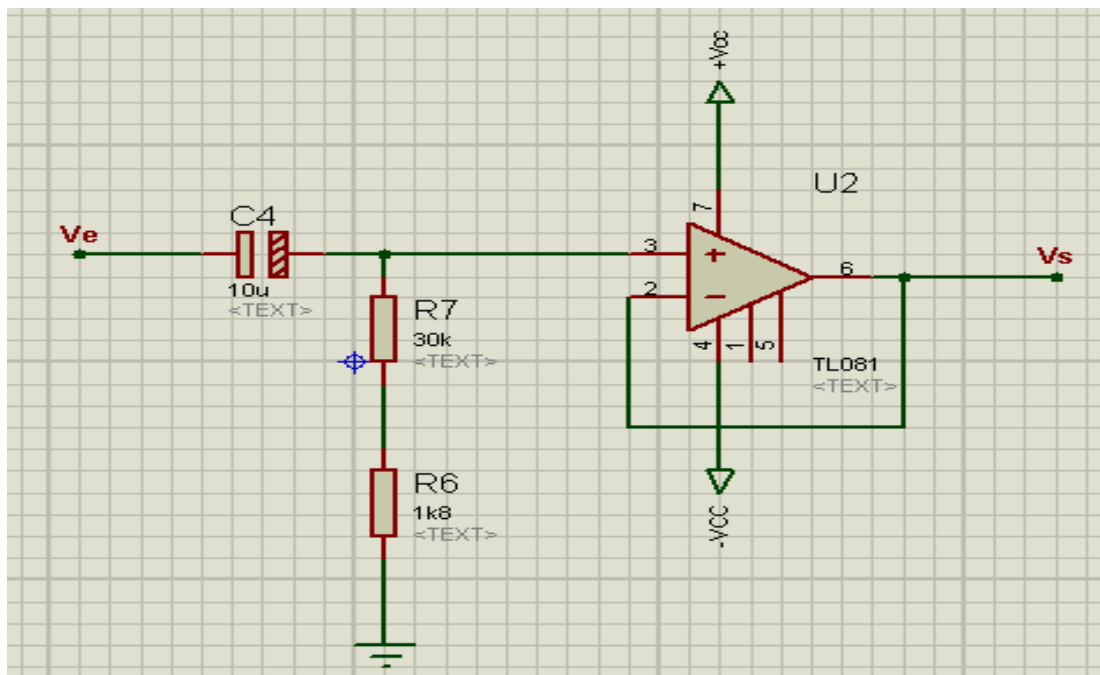 +Vcc
U2
7
C4
Ve
10u
<TEXT>
3
+
2
−
6
Vs
R7
30k
<TEXT>
4
1
5
TL081
<TEXT>
R6
1k8
<TEXT>
-VCC